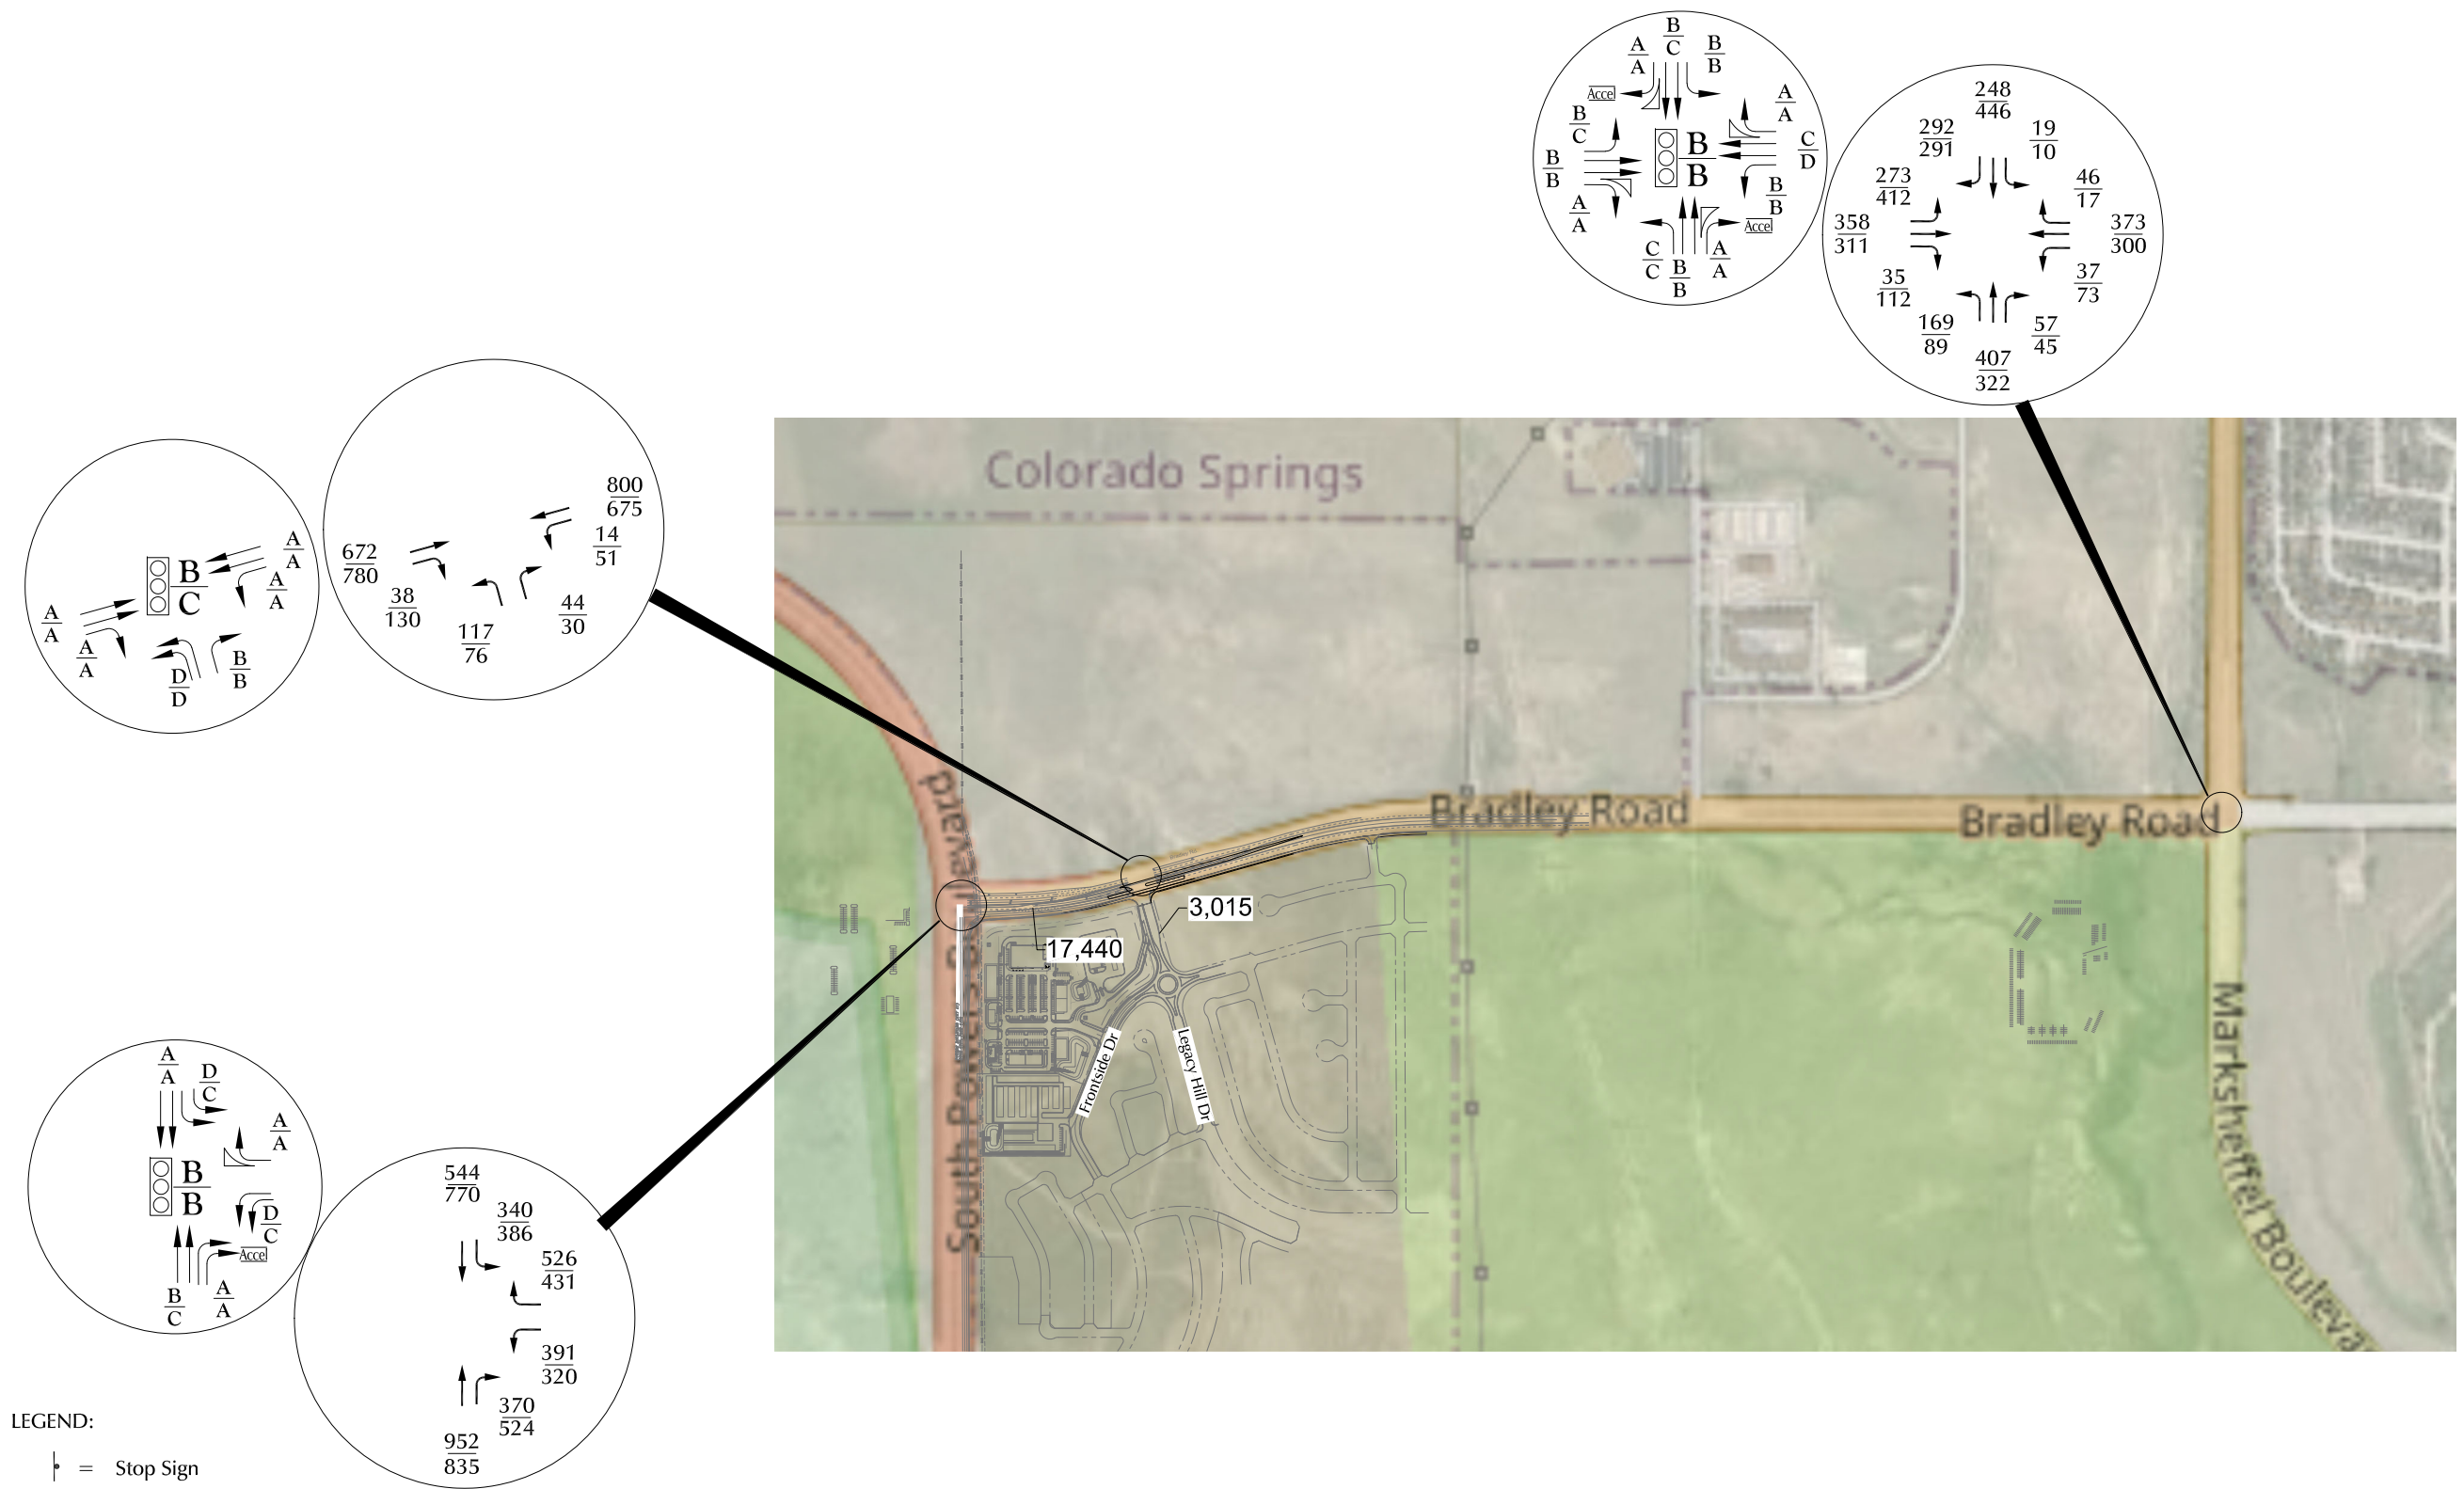 B
C
A
A
B
B
Accel
A
A
B
C
B
B
C
D
B
B
B
B
A
A
B
B
Accel
C
C
B
B
A
A
248
446
292
291
19
10
273
412
46
17
358
311
373
300
35
112
37
73
169
89
57
45
407
322
800
675
14
51
672
780
38
130
117
76
44
30
A
A
B
C
A
A
A
A
A
A
D
D
B
B
Colorado Springs
Bradley Road
Bradley Road
South Powers Boulevard
Marksheffel Bouleva
3,015
17,440
Frontside Dr
Legacy Hill Dr
A
A
D
C
A
A
B
B
D
C
Accel
B
C
A
A
544
770
340
386
526
431
391
320
370
524
952
835
LEGEND:
= Stop Sign